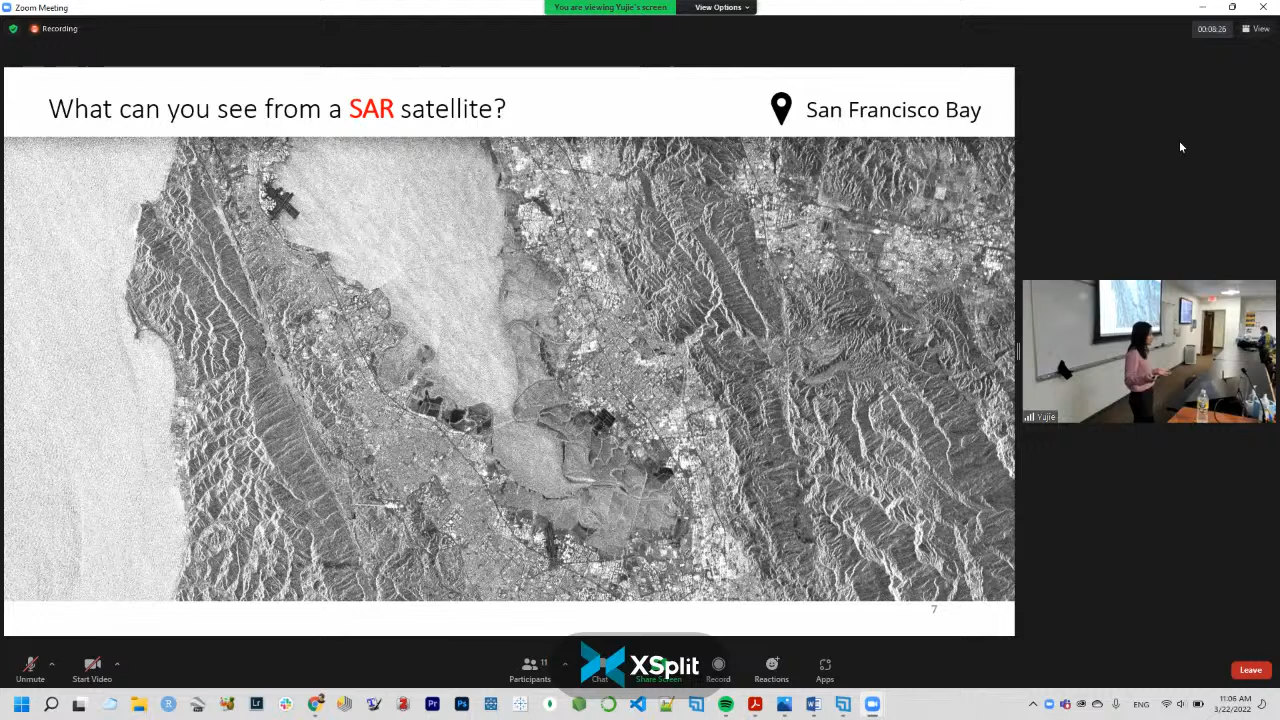 Zoom Meeting
You are viewing Yujie's screen
View Options
Recording
00:08:26
View
What can you see from a SAR satellite?
San Francisco Bay
Yujie
7
Unmute
Start Video
11
Participants
Chat
Share Screen
Record
Reactions
Apps
XSplit
Leave
ENG
11:06 AM
3/22/2022